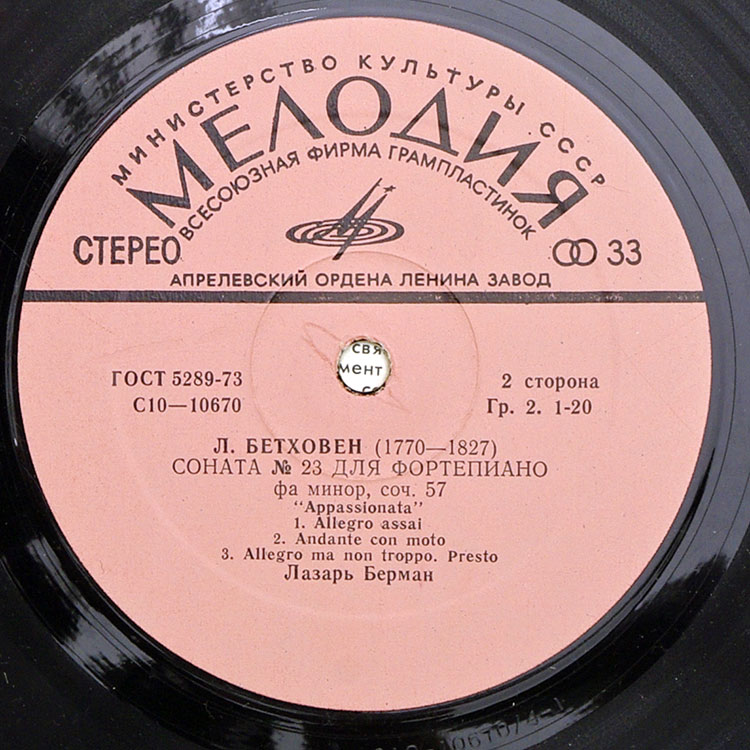 МИНИСТЕРСТВО КУЛЬТУРЫ СССР
МЕЛОДИЯ
ВСЕСОЮЗНАЯ ФИРМА ГРАМПЛАСТИНОК
СТЕРЕО
33
АПРЕЛЕВСКИЙ ОРДЕНА ЛЕНИНА ЗАВОД
ГОСТ 5289-73
С10—10670
2 сторона
Гр. 2. 1-20
Л. БЕТХОВЕН (1770—1827)
СОНАТА № 23 ДЛЯ ФОРТЕПИАНО
фа минор, соч. 57
"Appassionata"
1. Allegro assai
2. Andante con moto
3. Allegro ma non troppo. Presto
Лазарь Берман